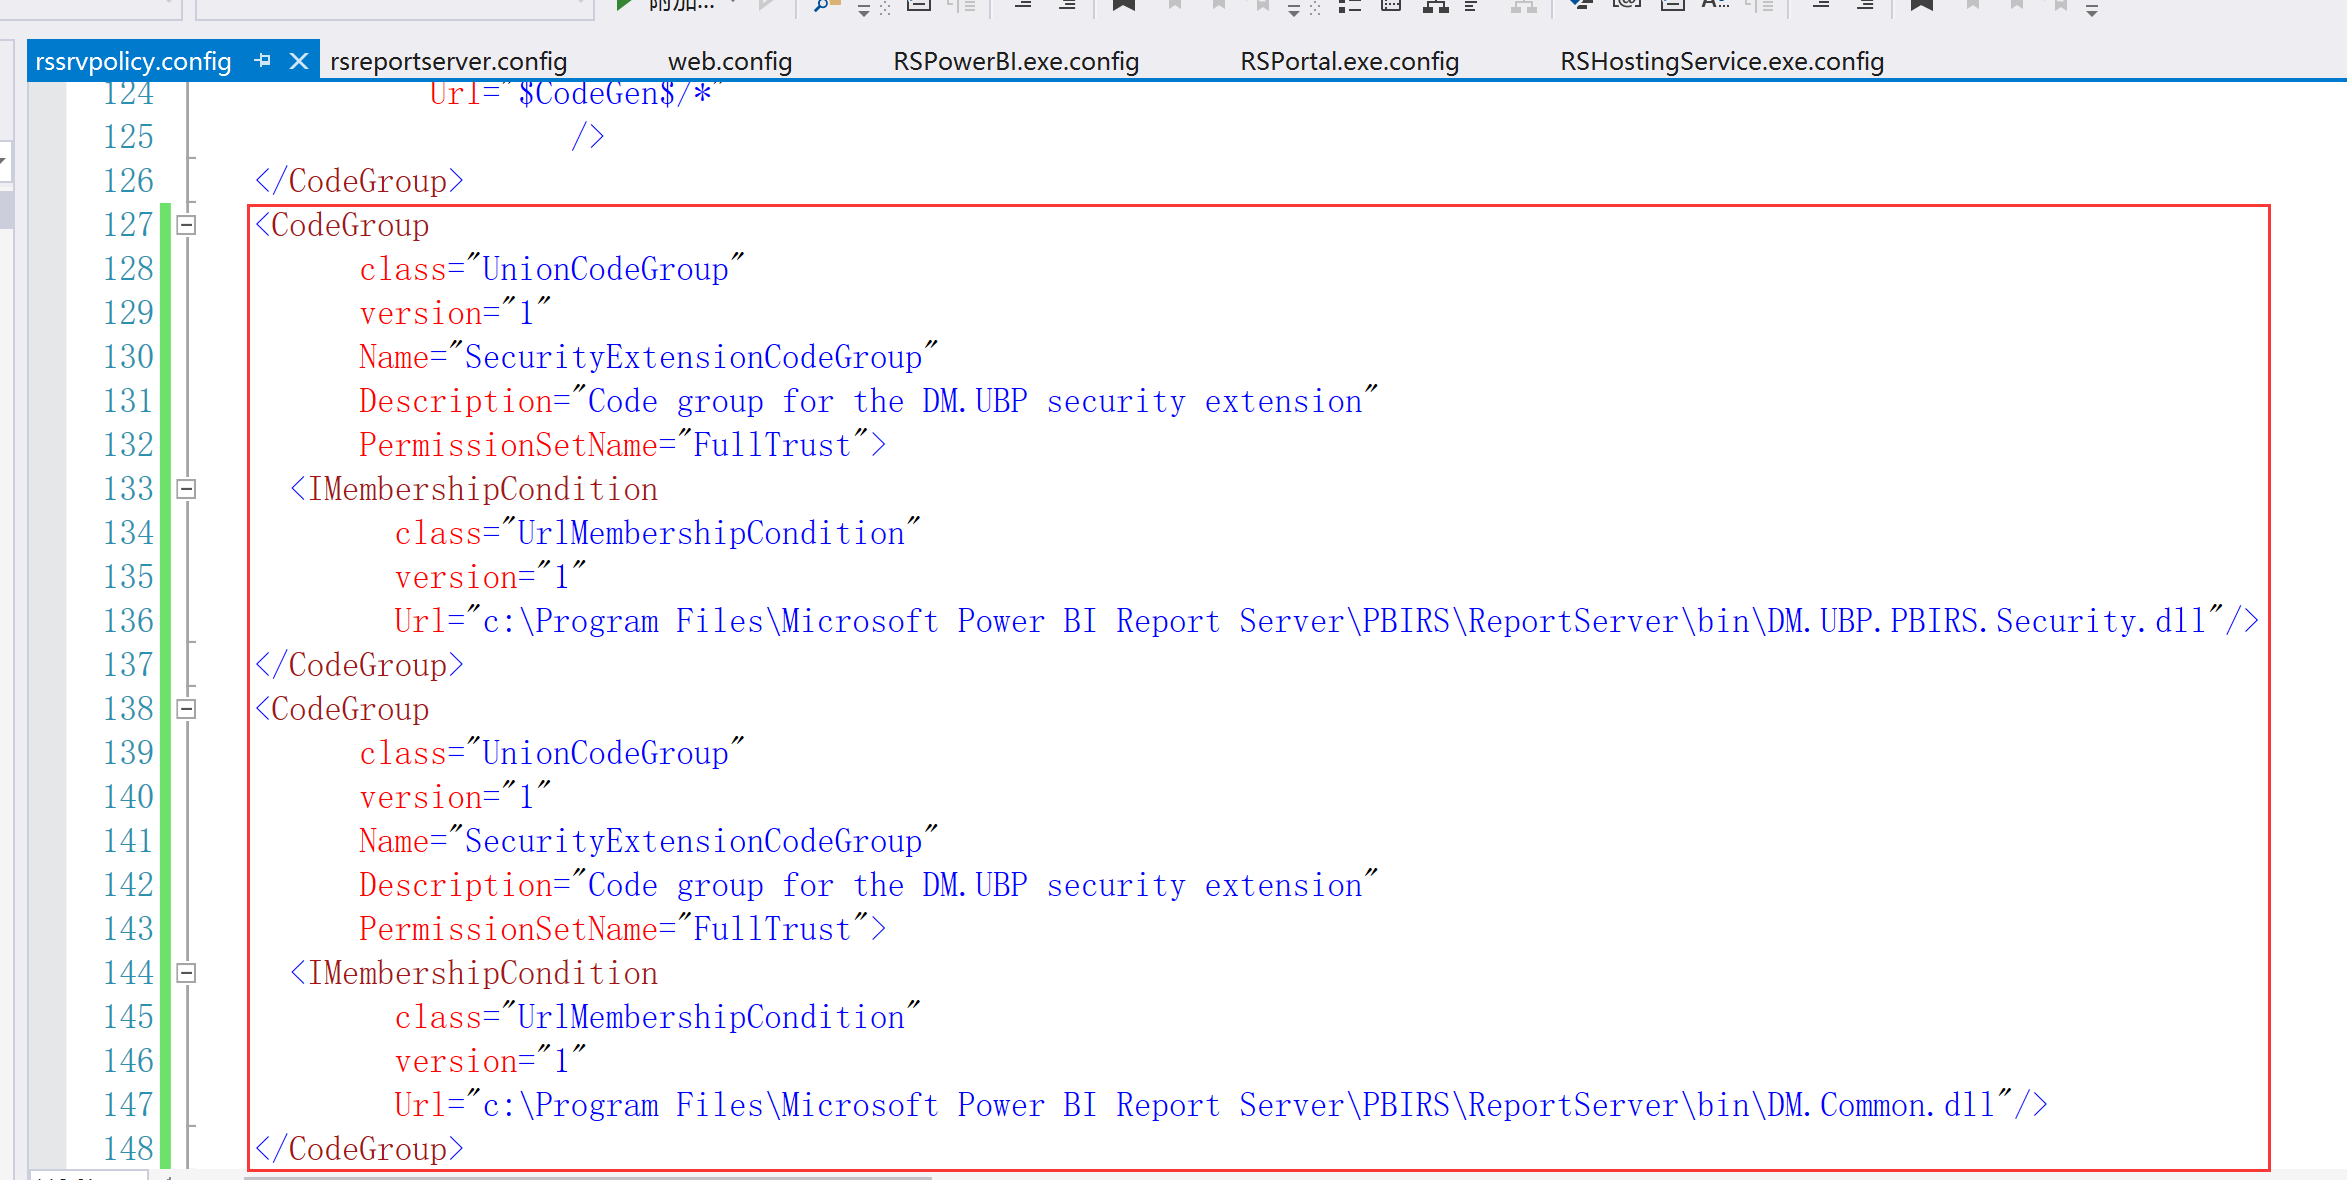 附加...
rssrvpolicy.config rsreportserver.config web.config RSPowerBI.exe.config RSPortal.exe.config RSHostingService.exe.config
124 Url="$CodeGen$/*"
125 />
126 </CodeGroup>
127 <CodeGroup
128 class="UnionCodeGroup"
129 version="1"
130 Name="SecurityExtensionCodeGroup"
131 Description="Code group for the DM.UBP security extension"
132 PermissionSetName="FullTrust">
133 <IMembershipCondition
134 class="UrlMembershipCondition"
135 version="1"
136 Url="c:\Program Files\Microsoft Power BI Report Server\PBIRS\ReportServer\bin\DM.UBP.PBIRS.Security.dll"/>
137 </CodeGroup>
138 <CodeGroup
139 class="UnionCodeGroup"
140 version="1"
141 Name="SecurityExtensionCodeGroup"
142 Description="Code group for the DM.UBP security extension"
143 PermissionSetName="FullTrust">
144 <IMembershipCondition
145 class="UrlMembershipCondition"
146 version="1"
147 Url="c:\Program Files\Microsoft Power BI Report Server\PBIRS\ReportServer\bin\DM.Common.dll"/>
148 </CodeGroup>